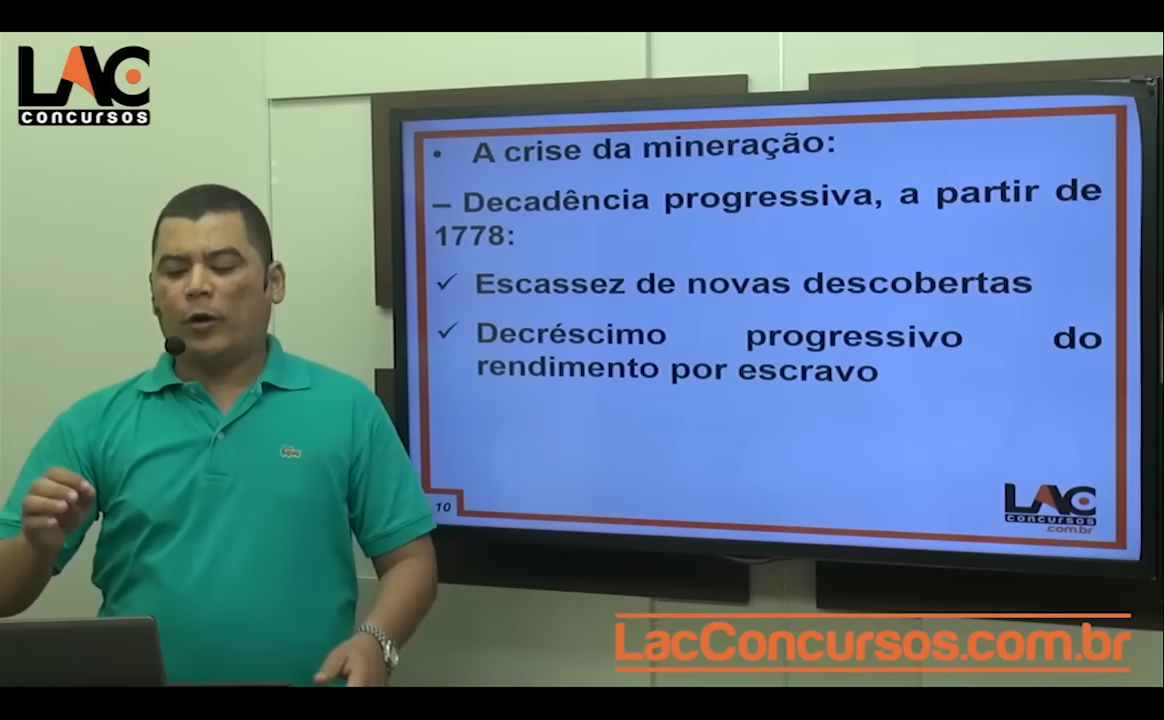 LAC
concursos
• A crise da mineração:
– Decadência progressiva, a partir de
1778:
✓ Escassez de novas descobertas
✓ Decréscimo progressivo do
rendimento por escravo
10
LAC
concursos
.com.br
LacConcursos.com.br